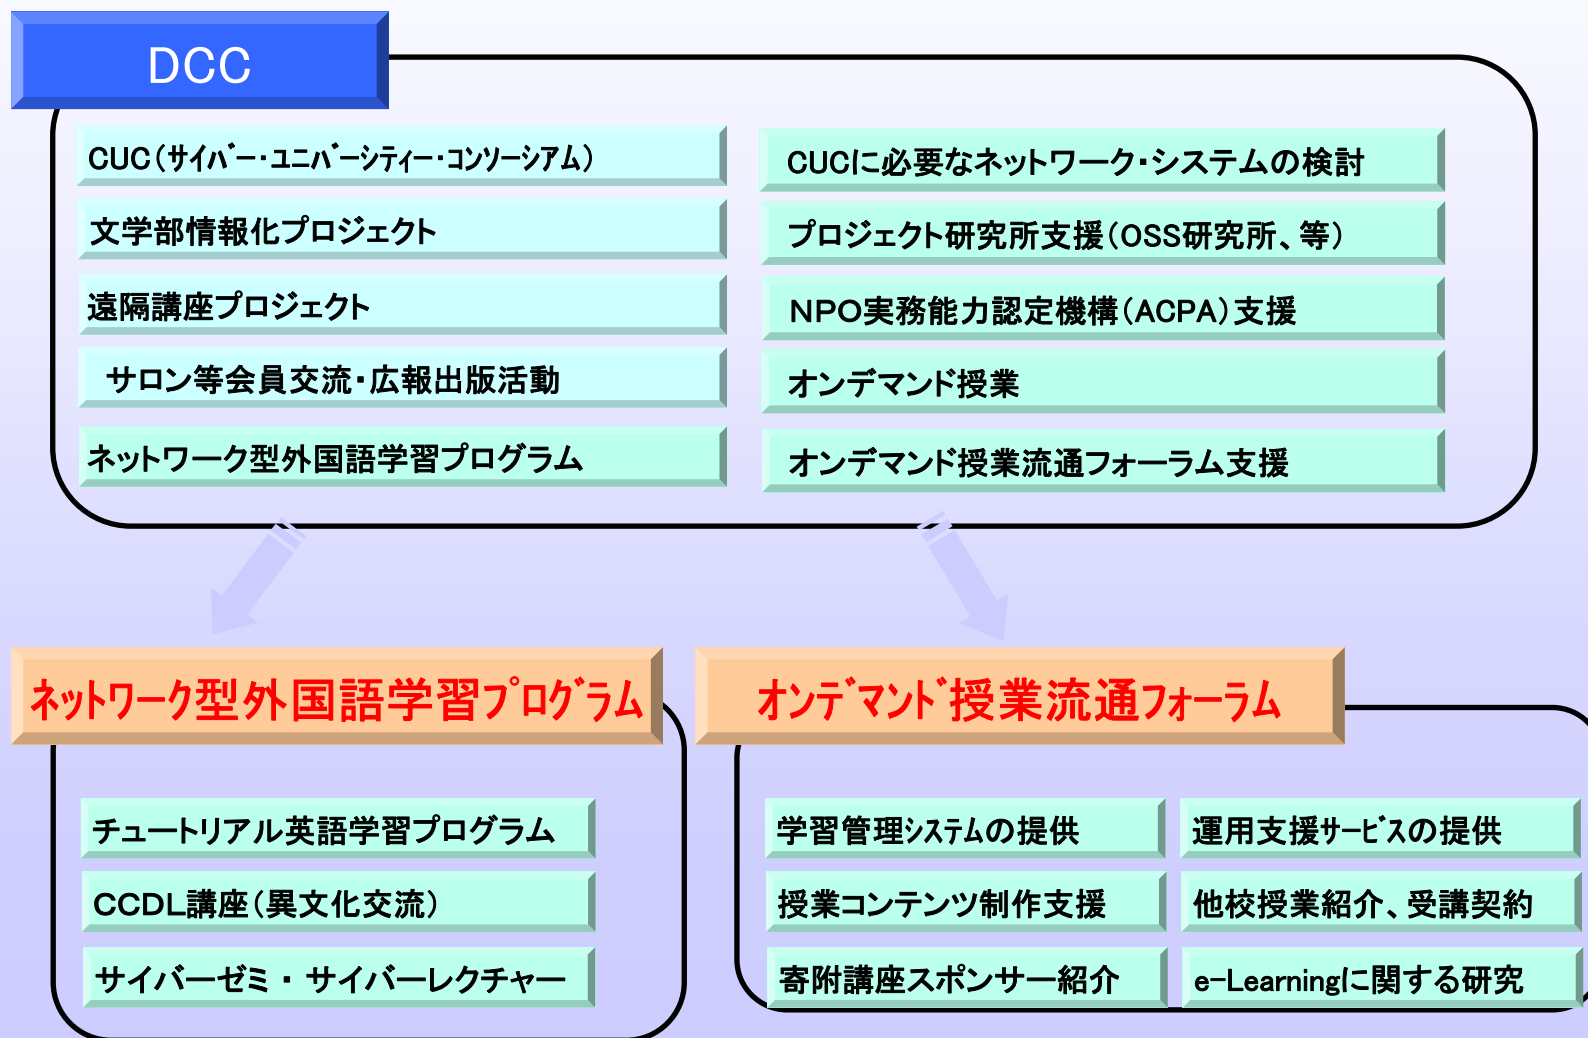 DCC
CUC(ｻｲﾊﾞｰ・ﾕﾆﾊﾞｰｼﾃｨｰ・ｺﾝｿｰｼｱﾑ)
文学部情報化プロジェクト
遠隔講座プロジェクト
サロン等会員交流・広報出版活動
ネットワーク型外国語学習プログラム
CUCに必要なネットワーク・システムの検討
プロジェクト研究所支援(OSS研究所、等)
ＮＰＯ実務能力認定機構(ACPA)支援
オンデマンド授業
オンデマンド授業流通フォーラム支援
ﾈｯﾄﾜｰｸ型外国語学習ﾌﾟﾛｸﾞﾗﾑ
チュートリアル英語学習プログラム
ＣＣＤＬ講座(異文化交流)
サイバーゼミ・サイバーレクチャー
ｵﾝﾃﾞﾏﾝﾄﾞ授業流通ﾌｫｰﾗﾑ
学習管理ｼｽﾃﾑの提供
運用支援ｻｰﾋﾞｽの提供
授業コンテンツ制作支援
他校授業紹介、受講契約
寄附講座スポンサー紹介
e-Learningに関する研究